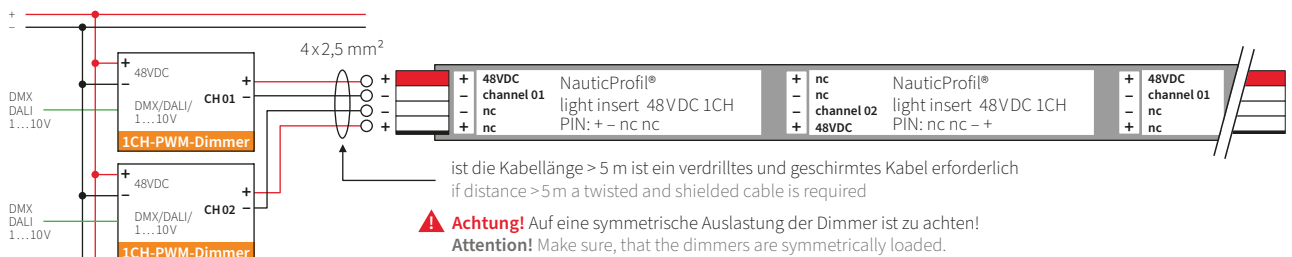 +
–
4 x 2,5 mm²
+
48VDC
–
+
CH 01 –
DMX
DALI
1…10V
DMX/DALI/
1…10V
1CH-PWM-Dimmer
+
48VDC
–
+
CH 02 –
DMX
DALI
1…10V
DMX/DALI/
1…10V
1CH-PWM-Dimmer
+
–
–
+
+ 48VDC
– channel 01
– nc
+ nc
NauticProfil®
light insert 48VDC 1CH
PIN: + – nc nc
+ nc
– nc
– channel 02
+ 48VDC
NauticProfil®
light insert 48VDC 1CH
PIN: nc nc – +
+ 48VDC
– channel 01
– nc
+ nc
ist die Kabellänge > 5 m ist ein verdrilltes und geschirmtes Kabel erforderlich
if distance >5m a twisted and shielded cable is required
! Achtung! Auf eine symmetrische Auslastung der Dimmer ist zu achten!
Attention! Make sure, that the dimmers are symmetrically loaded.